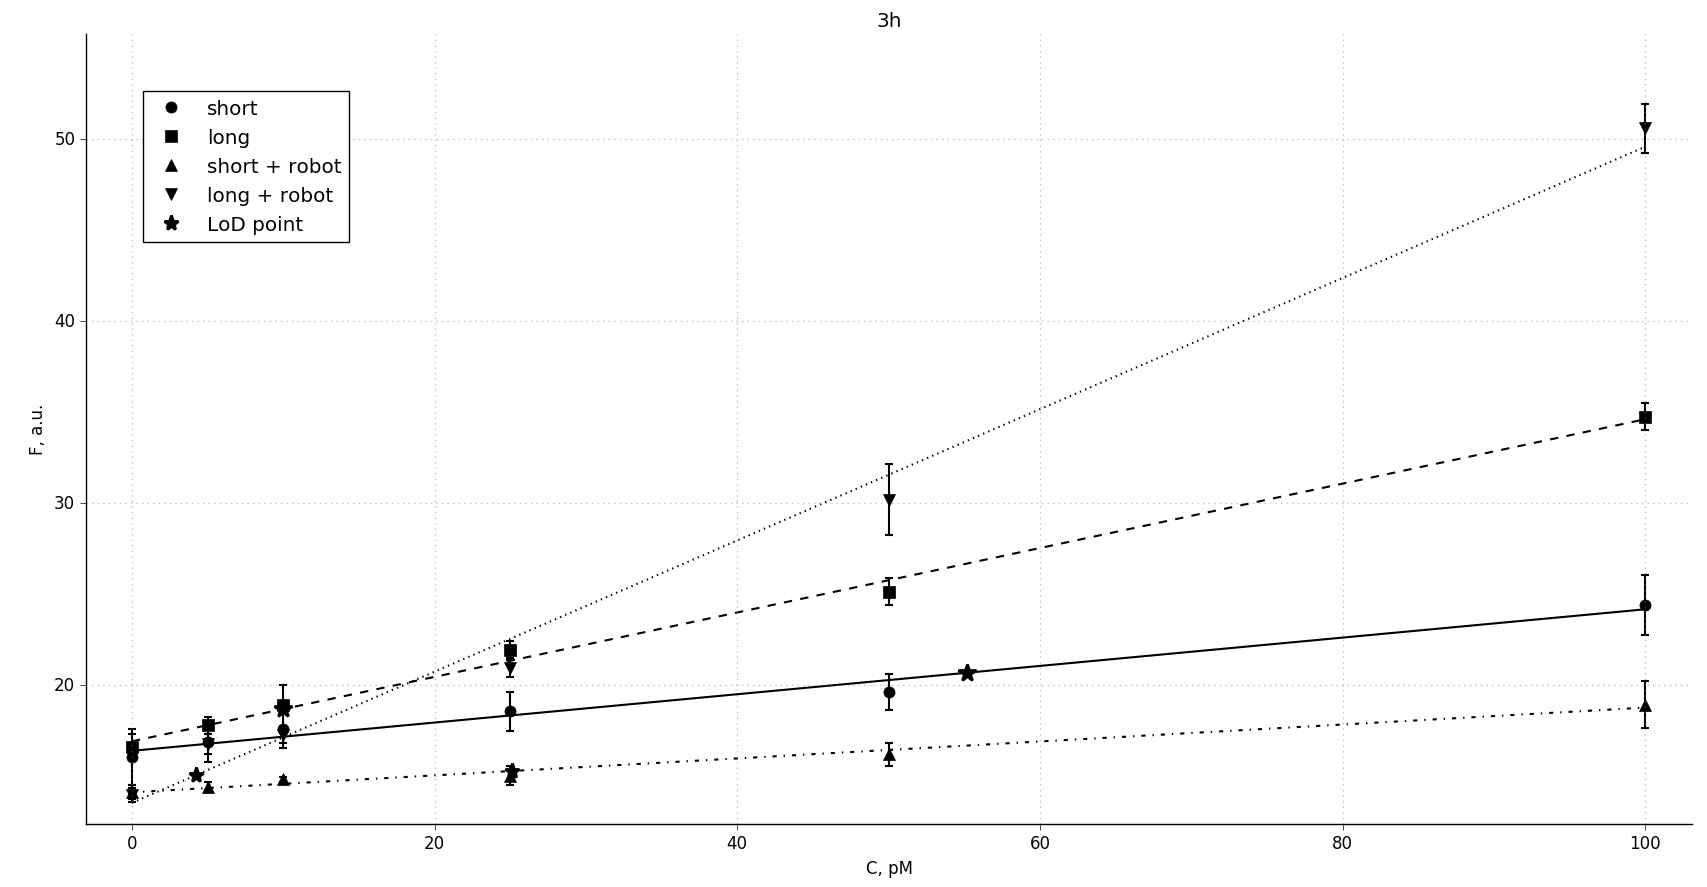 3h
short
long
short + robot
long + robot
LoD point
50
40
30
20
F, a.u.
0 20 40 60 80 100
C, pM